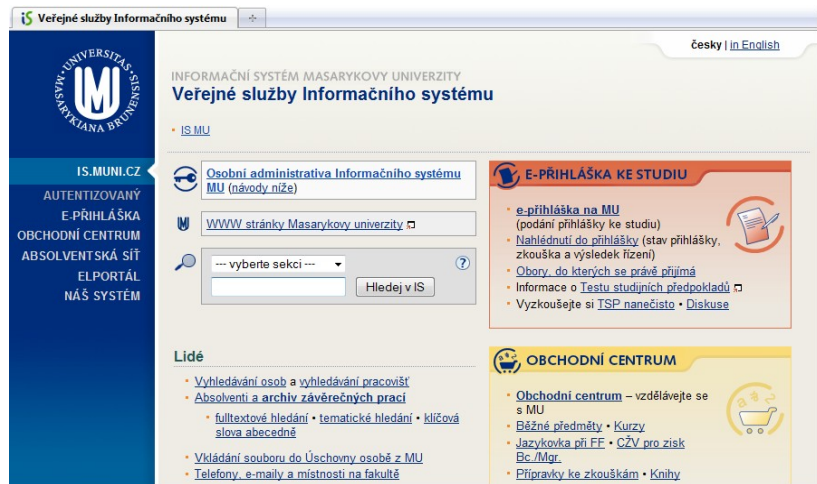 Veřejné služby Informačního systému
česky | in English
UNIVERSITAS MASARYKIANA BRUNENSIS
INFORMAČNÍ SYSTÉM MASARYKOVY UNIVERZITY
Veřejné služby Informačního systému
IS MU
IS.MUNI.CZ
AUTENTIZOVANÝ
E-PŘIHLÁŠKA
OBCHODNÍ CENTRUM
ABSOLVENTSKÁ SÍŤ
ELPORTÁL
NÁŠ SYSTÉM
Osobní administrativa Informačního systému
MU (návody níže)
WWW stránky Masarykovy univerzity
--- vyberte sekci ---
?
Hledej v IS
Lidé
Vyhledávání osob a vyhledávání pracovišť
Absolventi a archiv závěrečných prací
fulltextové hledání • tematické hledání • klíčová
slova abecedně
Vkládání souboru do Úschovny osobě z MU
Telefony, e-maily a místnosti na fakultě
E-PŘIHLÁŠKA KE STUDIU
e-přihláška na MU
(podání přihlášky ke studiu)
Nahlédnutí do přihlášky (stav přihlášky,
zkouška a výsledek řízení)
Obory, do kterých se právě přijímá
Informace o Testu studijních předpokladů
Vyzkoušejte si TSP nanečisto • Diskuse
OBCHODNÍ CENTRUM
Obchodní centrum – vzdělávejte se
s MU
Běžné předměty • Kurzy
Jazykovka při FF • CŽV pro zisk
Bc./Mgr.
Přípravky ke zkouškám • Knihy